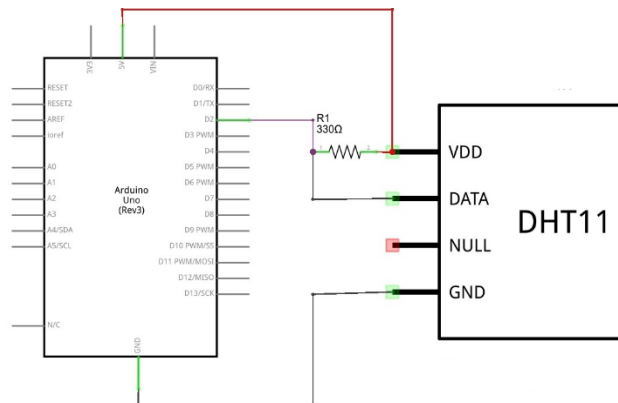 3V3
5V
VIN
RESET
RESET2
AREF
ioref
A0
A1
A2
A3
A4/SDA
A5/SCL
N/C
Arduino
Uno
(Rev3)
D0/RX
D1/TX
D2
D3 PWM
D4
D5 PWM
D6 PWM
D7
D8
D9 PWM
D10 PWM/SS
D11 PWM/MOSI
D12/MISO
D13/SCK
GND
R1
330Ω
VDD
DATA
NULL
GND
DHT11